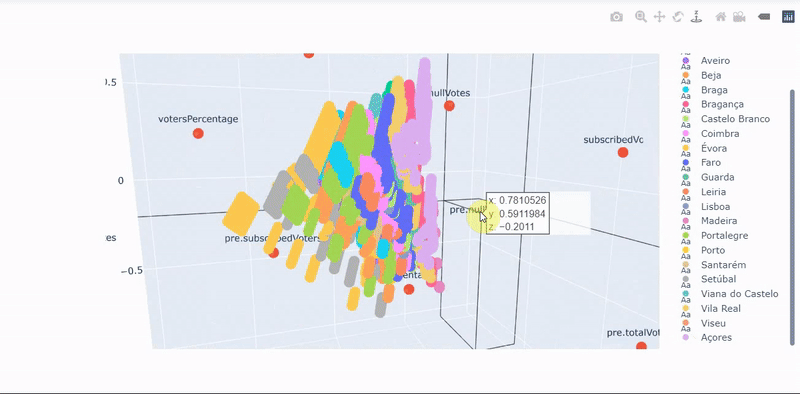 0.5
0
−0.5
es
votersPercentage
nullVotes
subscribedVo
pre.null
pre.subscribedVoters
enta
pre.totalVot
x: 0.7810526
y: 0.5911984
z: −0.2011
Aa
Aa Aveiro
Aa Beja
Aa Braga
Aa Bragança
Aa Castelo Branco
Aa Coimbra
Aa Évora
Aa Faro
Aa Guarda
Aa Leiria
Aa Lisboa
Aa Madeira
Aa Portalegre
Aa Porto
Aa Santarém
Aa Setúbal
Aa Viana do Castelo
Aa Vila Real
Aa Viseu
Aa Açores